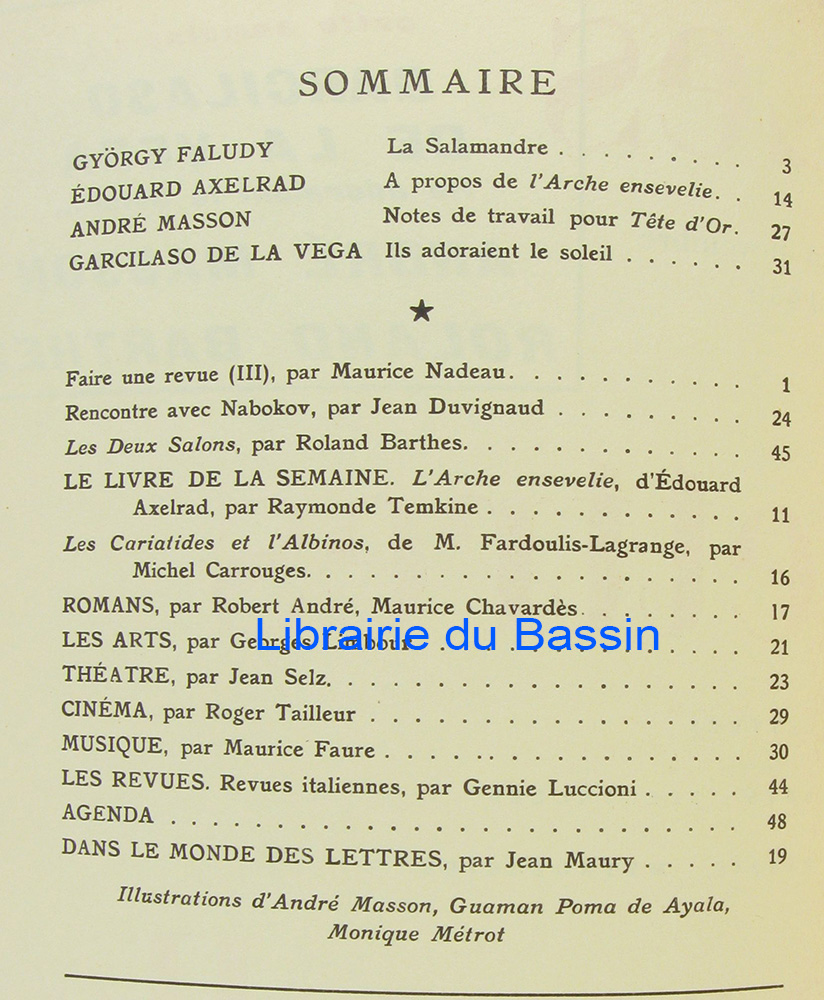 SOMMAIRE
GYÖRGY FALUDY La Salamandre . . . . . . . . . 3
ÉDOUARD AXELRAD A propos de l'Arche ensevelie. . 14
ANDRÉ MASSON Notes de travail pour Tête d'Or. 27
GARCILASO DE LA VEGA Ils adoraient le soleil . . . . . . 31
★
Faire une revue (III), par Maurice Nadeau. . . . . . . . . . . 1
Rencontre avec Nabokov, par Jean Duvignaud . . . . . . . . . 24
Les Deux Salons, par Roland Barthes. . . . . . . . . . . . . 45
LE LIVRE DE LA SEMAINE. L'Arche ensevelie, d'Édouard
Axelrad, par Raymonde Temkine . . . . . . . . . . . . 11
Les Cariatides et l'Albinos, de M. Fardoulis-Lagrange, par
Michel Carrouges. . . . . . . . . . . . . . . . . . . 16
ROMANS, par Robert André, Maurice Chavardès. . . . . . . . 17
LES ARTS, par Georges Limbour . . . . . . . . . . . . . . 21
Librairie du Bassin
THÉATRE, par Jean Selz. . . . . . . . . . . . . . . . . . . 23
CINÉMA, par Roger Tailleur . . . . . . . . . . . . . . . . . 29
MUSIQUE, par Maurice Faure . . . . . . . . . . . . . . . . . 30
LES REVUES. Revues italiennes, par Gennie Luccioni . . . . . 44
AGENDA . . . . . . . . . . . . . . . . . . . . . . . . . . 48
DANS LE MONDE DES LETTRES, par Jean Maury . . . . . 19
Illustrations d'André Masson, Guaman Poma de Ayala,
Monique Métrot